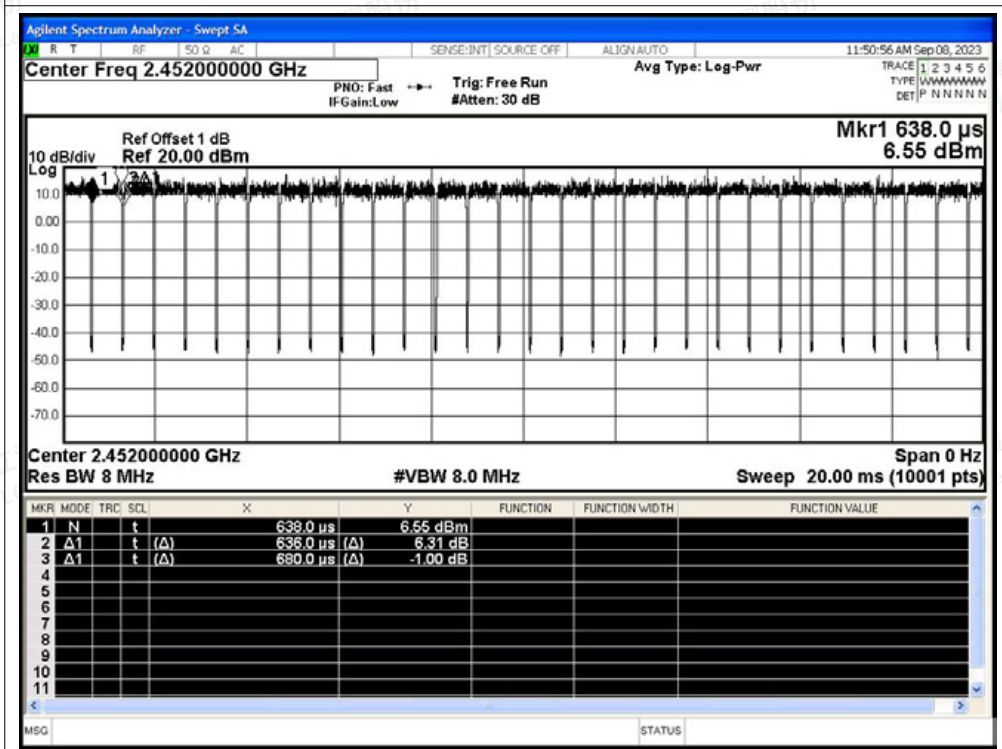 Agilent Spectrum Analyzer - Swept SA
R T RF 50 Ω AC SENSE:INT SOURCE OFF ALIGN AUTO 11:50:56 AM Sep 08, 2023
Center Freq 2.452000000 GHz Avg Type: Log-Pwr TRACE 1 2 3 4 5 6
PNO: Fast Trig: Free Run TYPE WWWWWW
IFGain:Low #Atten: 30 dB DET P N N N N N
Mkr1 638.0 µs
Ref Offset 1 dB
10 dB/div Ref 20.00 dBm 6.55 dBm
Log
10.0
0.00
-10.0
-20.0
-30.0
-40.0
-50.0
-60.0
-70.0
Center 2.452000000 GHz Span 0 Hz
Res BW 8 MHz #VBW 8.0 MHz Sweep 20.00 ms (10001 pts)
MKR MODE TRC SCL X Y FUNCTION FUNCTION WIDTH FUNCTION VALUE
1 N t 638.0 µs 6.55 dBm
2 Δ1 t (Δ) 636.0 µs (Δ) 6.31 dB
3 Δ1 t (Δ) 680.0 µs (Δ) -1.00 dB
4
5
6
7
8
9
10
11
MSG STATUS